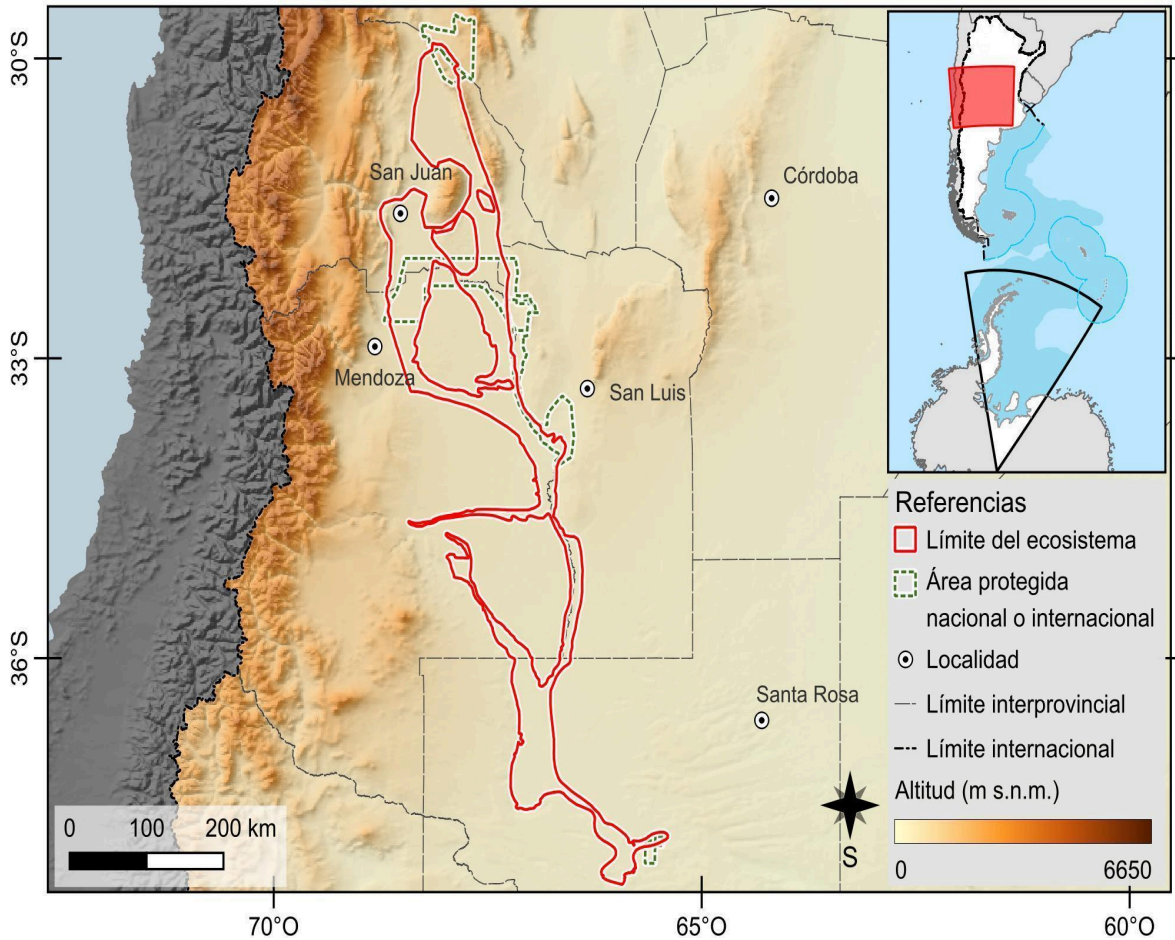 30°S
33°S
36°S
San Juan
Córdoba
Mendoza
San Luis
Santa Rosa
Referencias
Límite del ecosistema
Área protegida
nacional o internacional
Localidad
Límite interprovincial
Límite internacional
Altitud (m s.n.m.)
0
6650
S
0 100 200 km
70°O
65°O
60°O